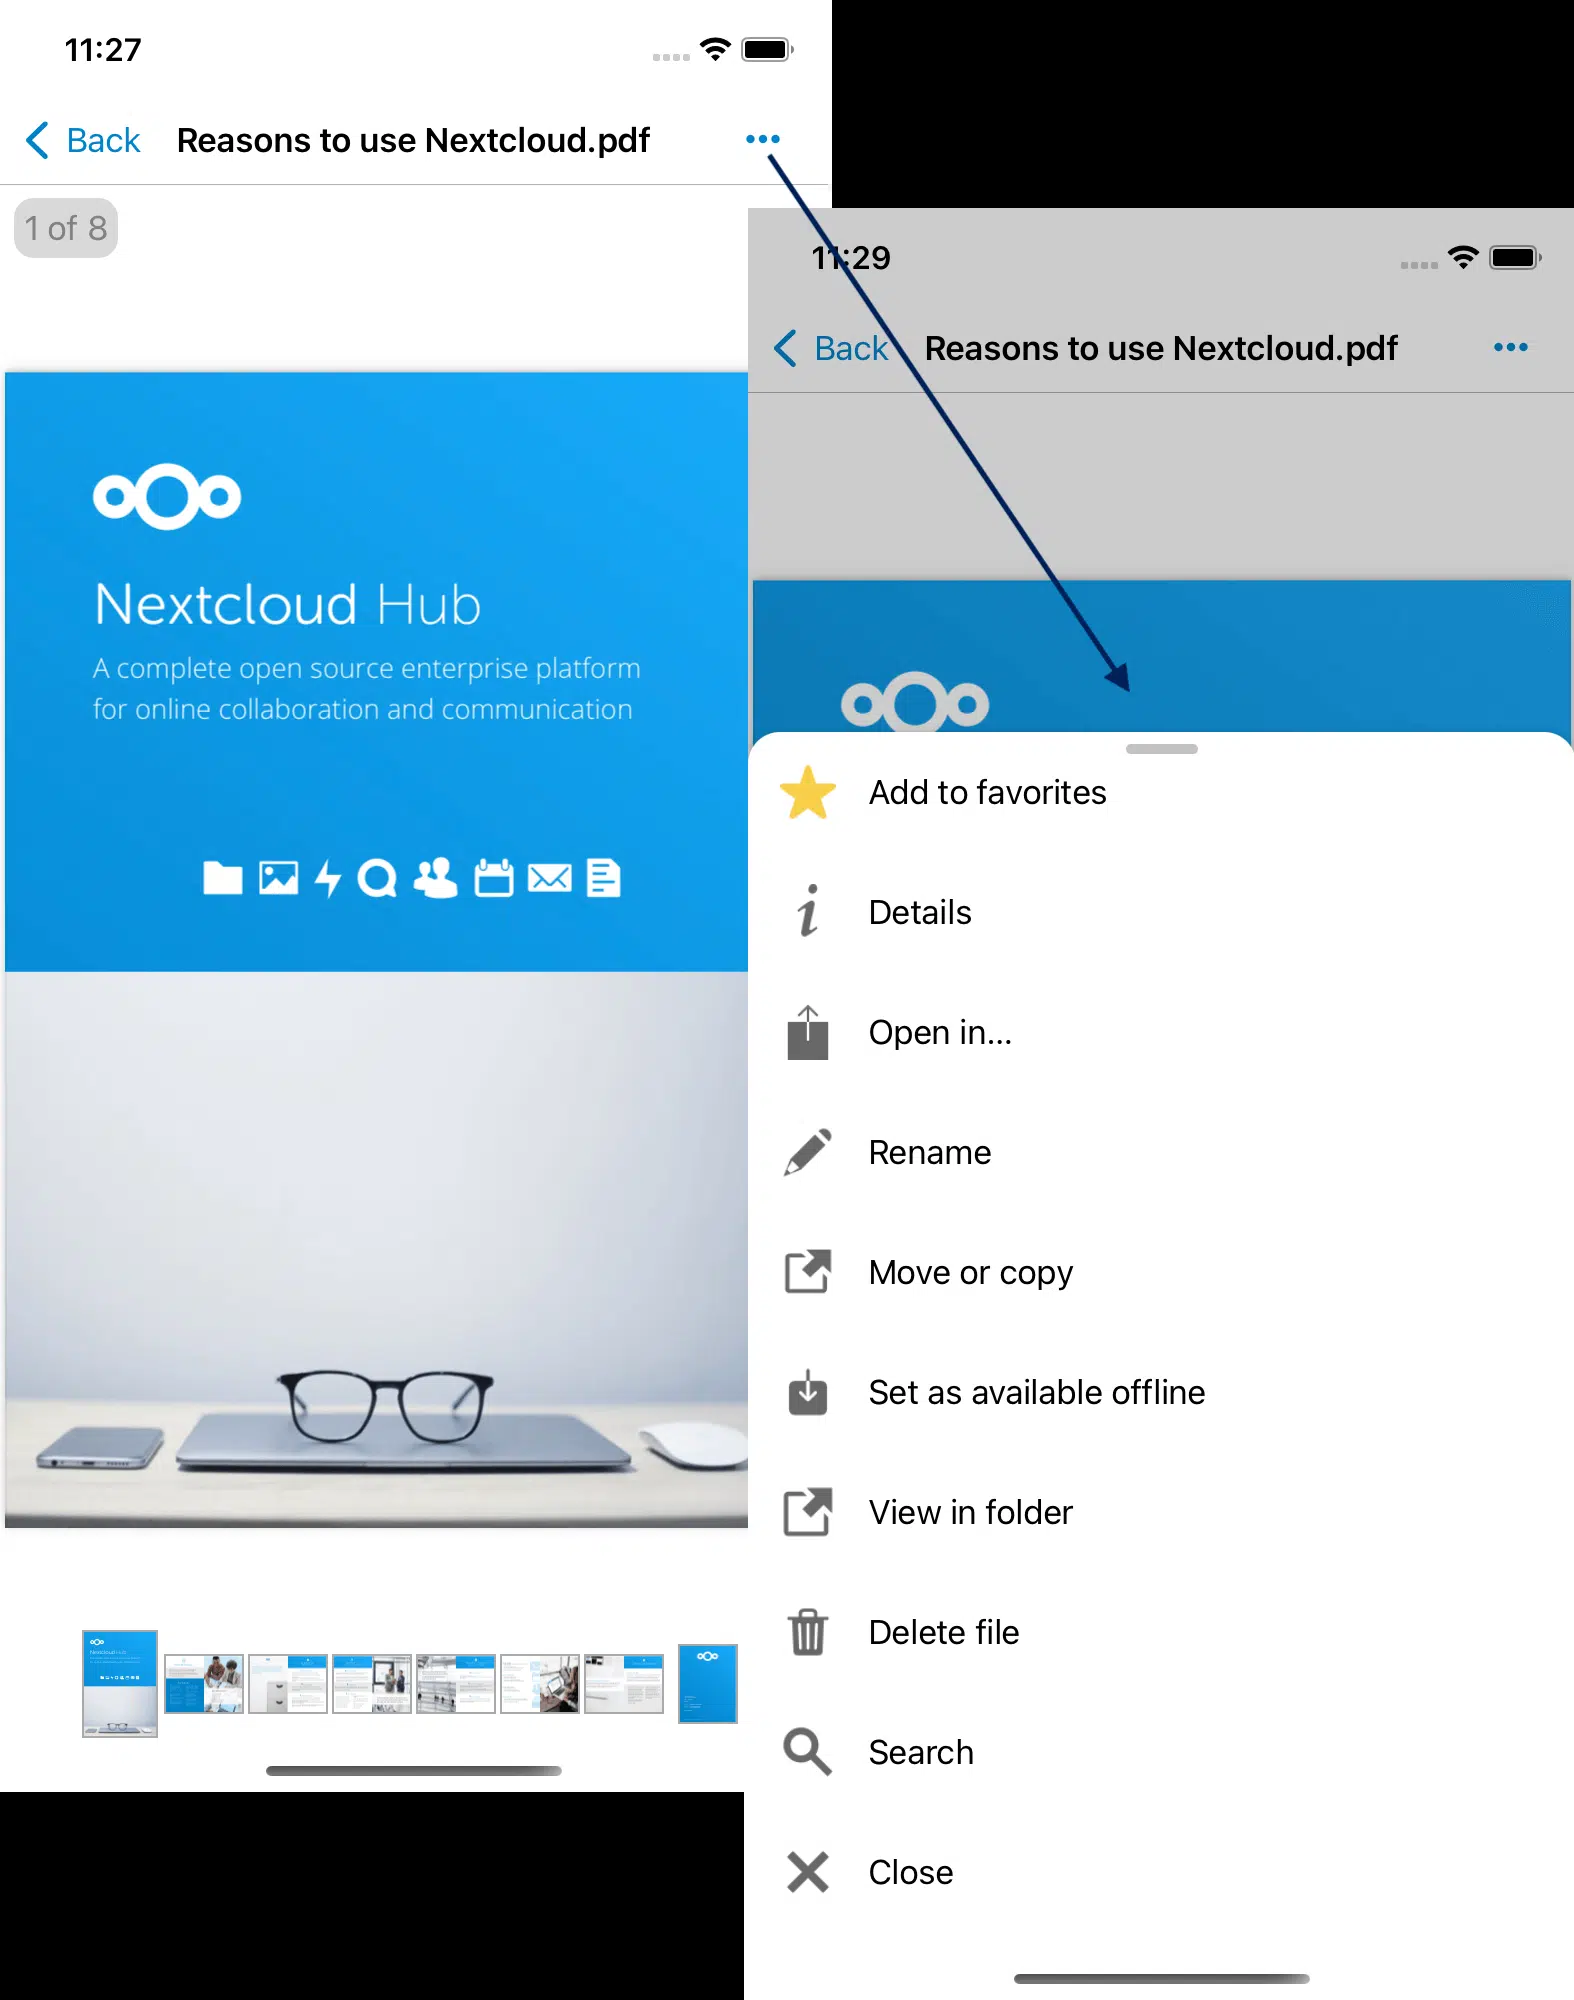 11:27
Back
Reasons to use Nextcloud.pdf
1 of 8
Nextcloud Hub
A complete open source enterprise platform
for online collaboration and communication
11:29
Back
Reasons to use Nextcloud.pdf
Add to favorites
Details
Open in...
Rename
Move or copy
Set as available offline
View in folder
Delete file
Search
Close